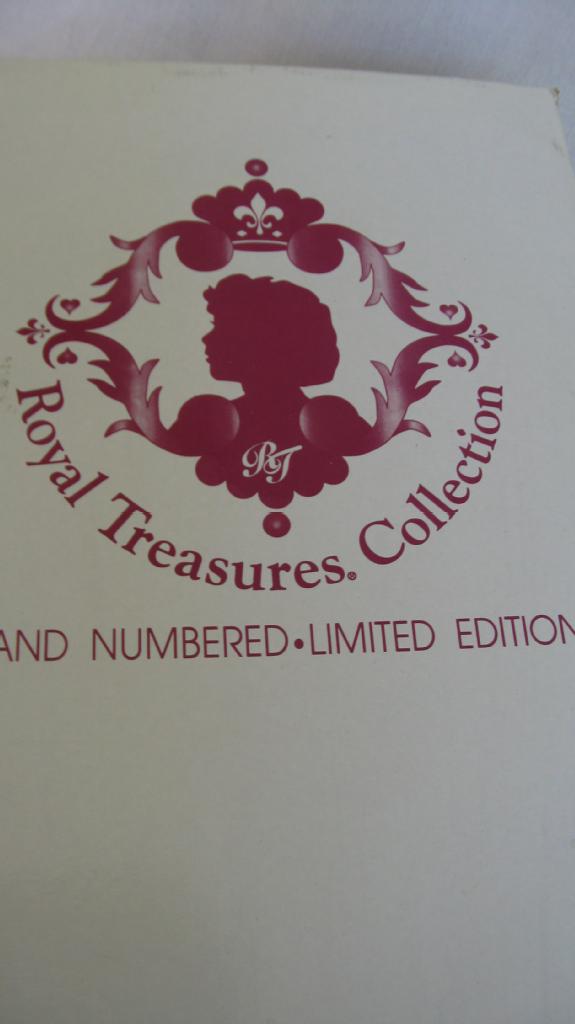 RT
Royal Treasures® Collection
AND NUMBERED•LIMITED EDITION